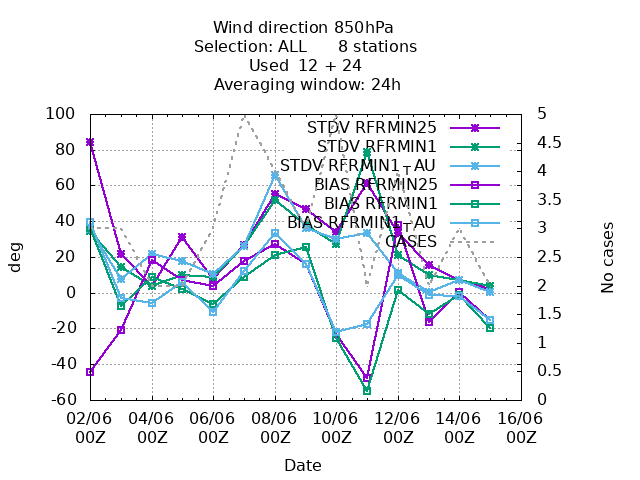 Wind direction 850hPa
Selection: ALL 8 stations
Used 12 + 24
Averaging window: 24h
100
80
60
40
20
0
-20
-40
-60
5
4.5
4
3.5
3
2.5
2
1.5
1
0.5
0
deg
No cases
STDV RFRMIN25
STDV RFRMIN1
STDV RFRMIN1_AU
BIAS RFRMIN25
BIAS RFRMIN1
BIAS RFRMIN1_AU
CASES
02/06 04/06 06/06 08/06 10/06 12/06 14/06 16/06
00Z 00Z 00Z 00Z 00Z 00Z 00Z 00Z
Date